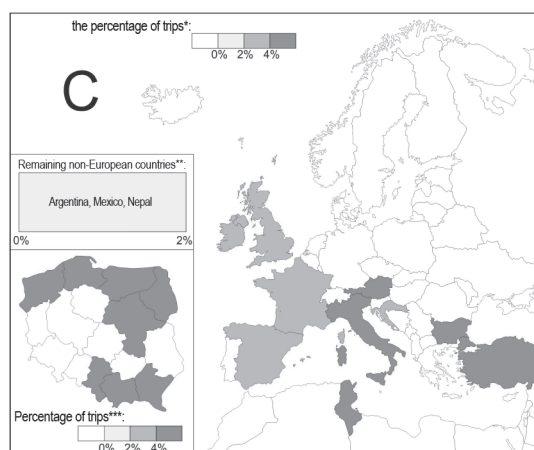 the percentage of trips*:
0% 2% 4%
C
Remaining non-European countries**:
Argentina, Mexico, Nepal
0% 2%
Percentage of trips***:
0% 2% 4%